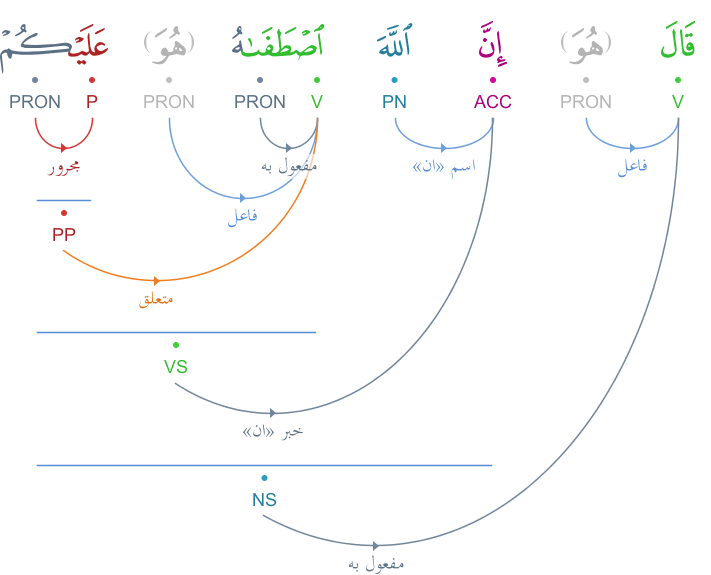 قَالَ (هُوَ) إِنَّ ٱللَّهَ ٱصْطَفَىٰهُ (هُوَ) عَلَيْكُمْ
V PRON ACC PN V PRON PRON P PRON
فاعل اسم «ان» مفعول به مجرور
فاعل
PP
متعلق
VS
خبر «ان»
NS
مفعول به